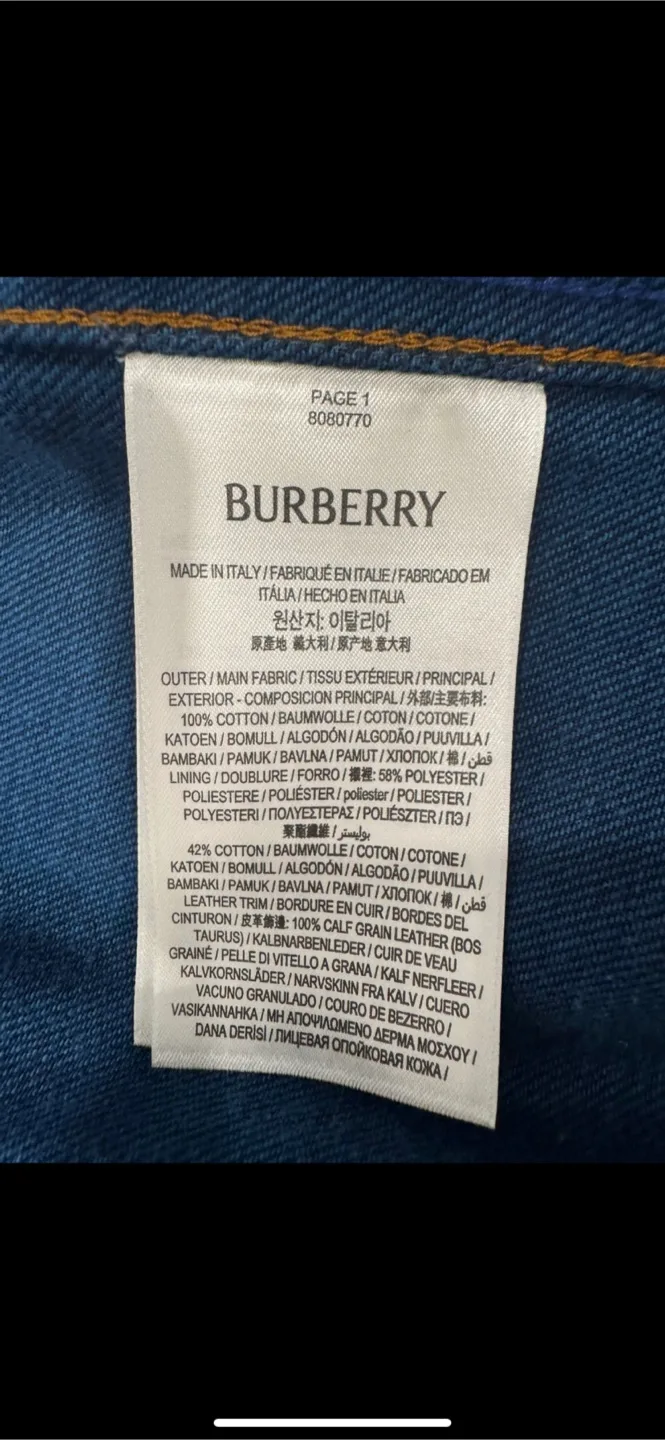 PAGE 1
8080770
BURBERRY
MADE IN ITALY / FABRIQUÉ EN ITALIE / FABRICADO EM
ITÁLIA / HECHO EN ITALIA
원산지: 이탈리아
原產地 義大利 / 原产地 意大利
OUTER / MAIN FABRIC / TISSU EXTÉRIEUR / PRINCIPAL /
EXTERIOR - COMPOSICION PRINCIPAL / 外部/主要布料:
100% COTTON / BAUMWOLLE / COTON / COTONE /
KATOEN / BOMULL / ALGODÓN / ALGODÃO / PUUVILLA /
BAMBAKI / PAMUK / BAVLNA / PAMUT / ХЛОПОК / 棉 / قطن
LINING / DOUBLURE / FORRO / 襯裡: 58% POLYESTER /
POLIESTERE / POLIÉSTER / poliester / POLIESTER /
POLYESTERI / ΠΟΛΥΕΣΤΕΡΑΣ / POLIÉSZTER / ПЭ /
聚酯纖維 / بوليستر
42% COTTON / BAUMWOLLE / COTON / COTONE /
KATOEN / BOMULL / ALGODÓN / ALGODÃO / PUUVILLA /
BAMBAKI / PAMUK / BAVLNA / PAMUT / ХЛОПОК / 棉 / قطن
LEATHER TRIM / BORDURE EN CUIR / BORDES DEL
CINTURON / 皮革飾邊: 100% CALF GRAIN LEATHER (BOS
TAURUS) / KALBNARBENLEDER / CUIR DE VEAU
GRAINÉ / PELLE DI VITELLO A GRANA / KALF NERFLEER /
KALVKORNSLÄDER / NARVSKINN FRA KALV / CUERO
VACUNO GRANULADO / COURO DE BEZERRO /
VASIKANNAHKA / ΜΗ ΑΠΟΨΙΛΩΜΕΝΟ ΔΕΡΜΑ ΜΟΣΧΟΥ /
DANA DERİSİ / ЛИЦЕВАЯ ОПОЙКОВАЯ КОЖА /